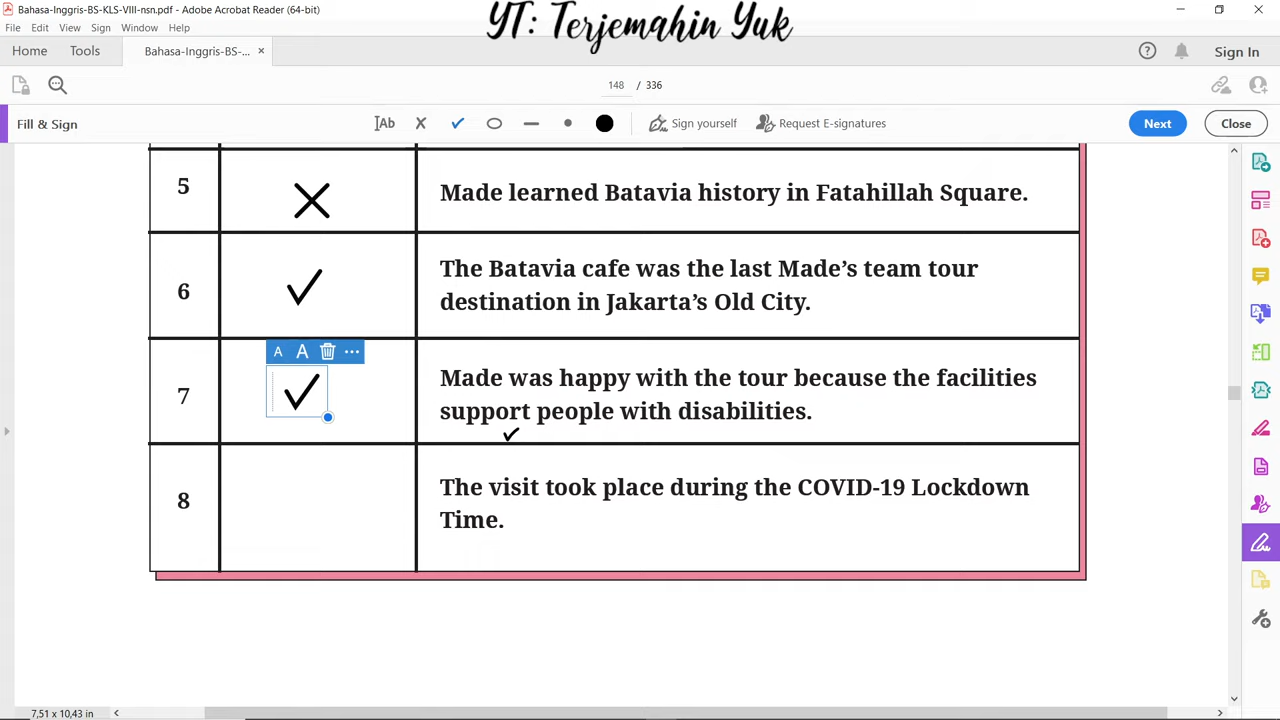 Bahasa-Inggris-BS-KLS-VIII-nsn.pdf - Adobe Acrobat Reader (64-bit)
YT: Terjemahin Yuk
File Edit View Sign Window Help
Home Tools Bahasa-Inggris-BS-... × Sign In
148 / 336
Fill & Sign Ab Sign yourself Request E-signatures Next Close
5 Made learned Batavia history in Fatahillah Square.
6 The Batavia cafe was the last Made's team tour
destination in Jakarta's Old City.
A A ...
7 Made was happy with the tour because the facilities
support people with disabilities.
8 The visit took place during the COVID-19 Lockdown
Time.
7,51 x 10,43 in